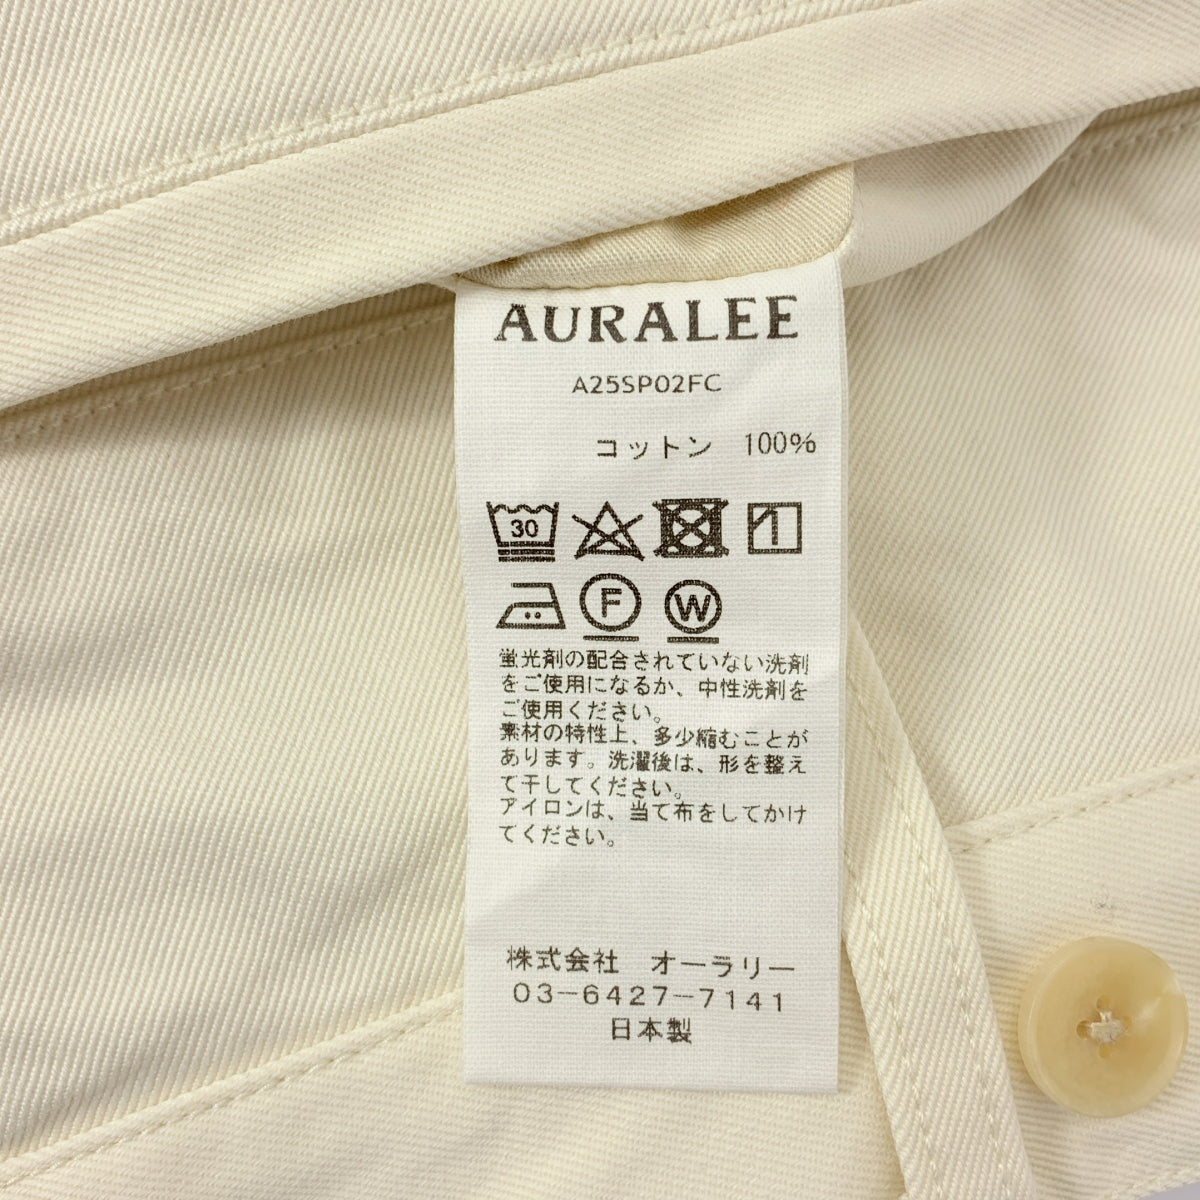 AURALEE
A25SP02FC
コットン 100%
30
F W
蛍光剤の配合されていない洗剤
をご使用になるか、中性洗剤を
ご使用ください。
素材の特性上、多少縮むことが
あります。洗濯後は、形を整え
て干してください。
アイロンは、当て布をしてかけ
てください。
株式会社 オーラリー
03-6427-7141
日本製